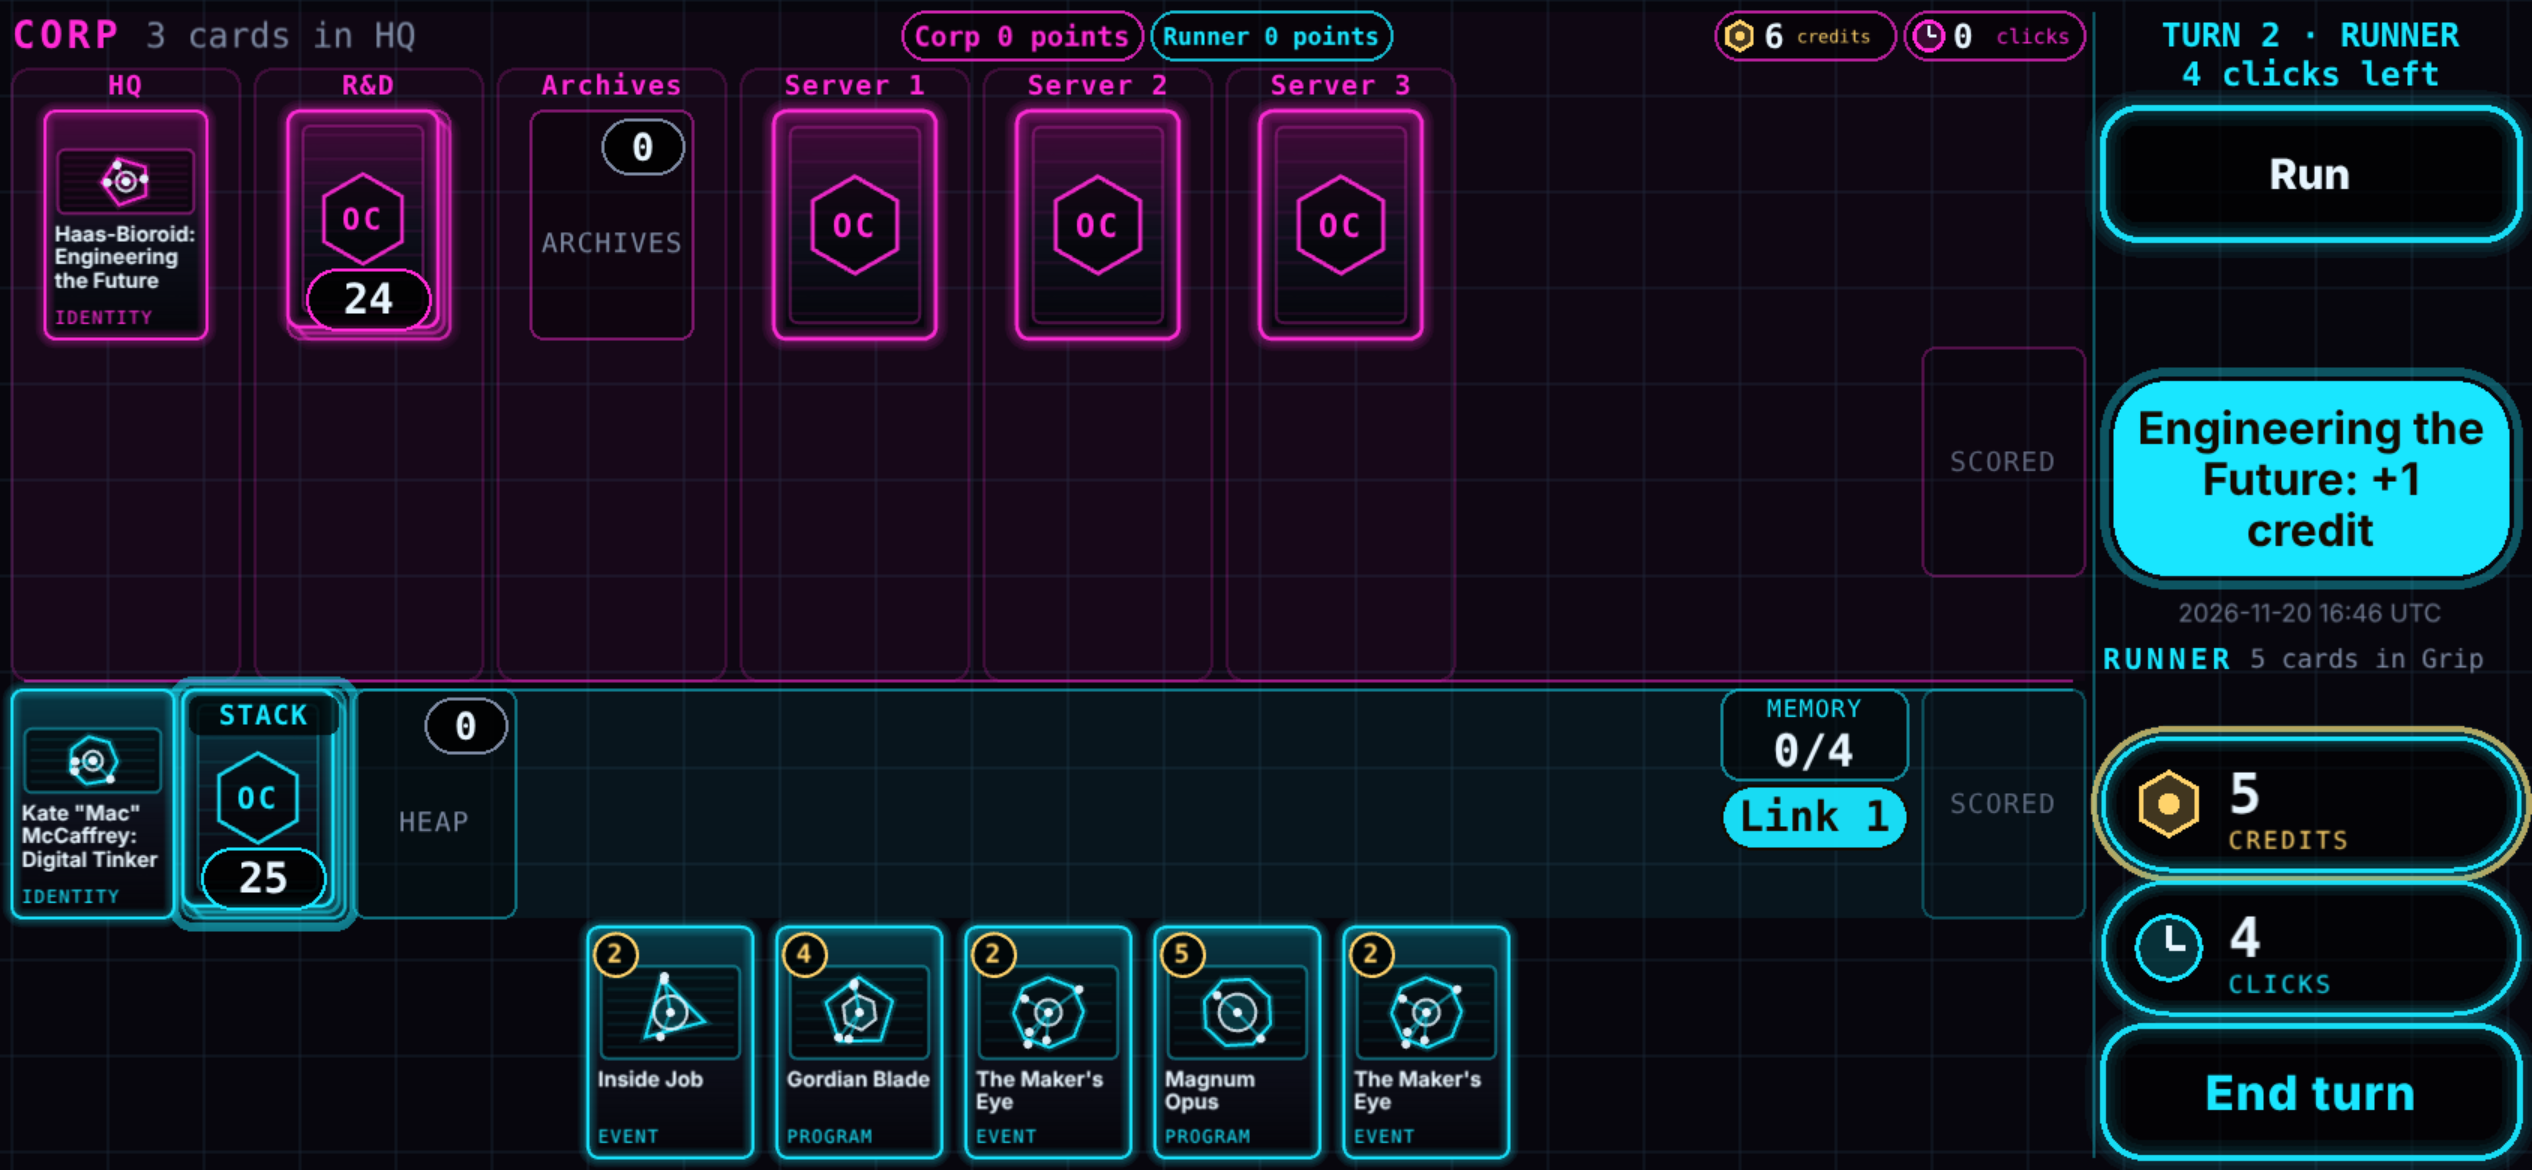 CORP 3 cards in HQ
Corp 0 points
Runner 0 points
6 credits
0 clicks
TURN 2 · RUNNER
4 clicks left
HQ
R&D
Archives
Server 1
Server 2
Server 3
Run
Haas-Bioroid:
Engineering
the Future
IDENTITY
OC
24
0
ARCHIVES
OC
OC
OC
SCORED
Engineering the
Future: +1
credit
2026-11-20 16:46 UTC
RUNNER 5 cards in Grip
Kate "Mac"
McCaffrey:
Digital Tinker
IDENTITY
STACK
OC
25
0
HEAP
MEMORY
0/4
Link 1
SCORED
5
CREDITS
4
CLICKS
End turn
2
Inside Job
EVENT
4
Gordian Blade
PROGRAM
2
The Maker's
Eye
EVENT
5
Magnum
Opus
PROGRAM
2
The Maker's
Eye
EVENT